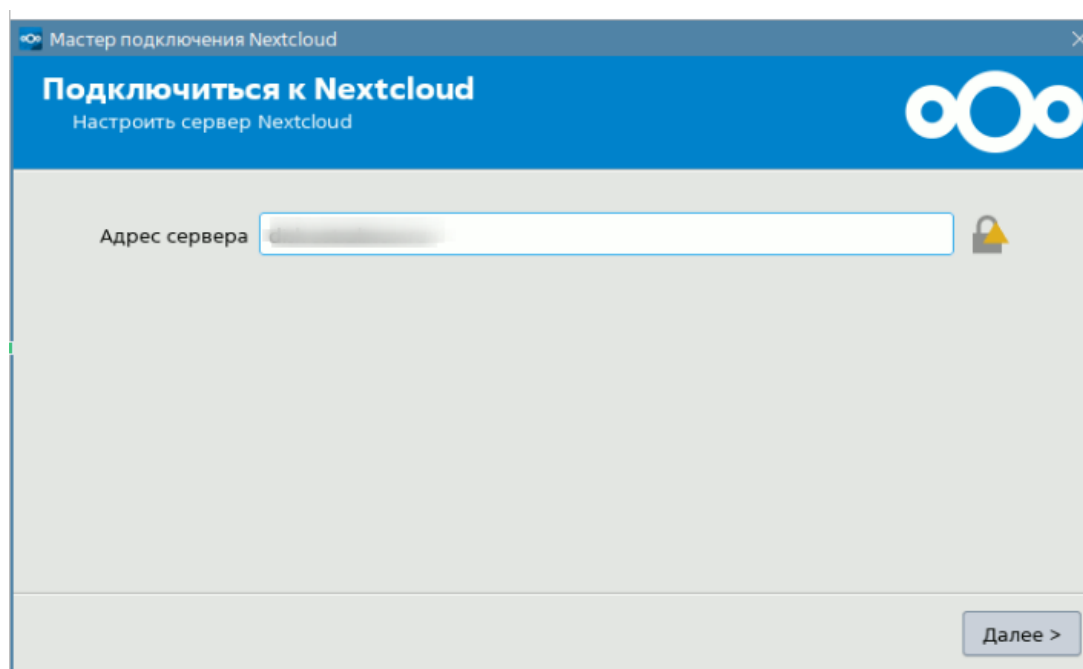 Мастер подключения Nextcloud
Подключиться к Nextcloud
Настроить сервер Nextcloud
Адрес сервера
Далее >